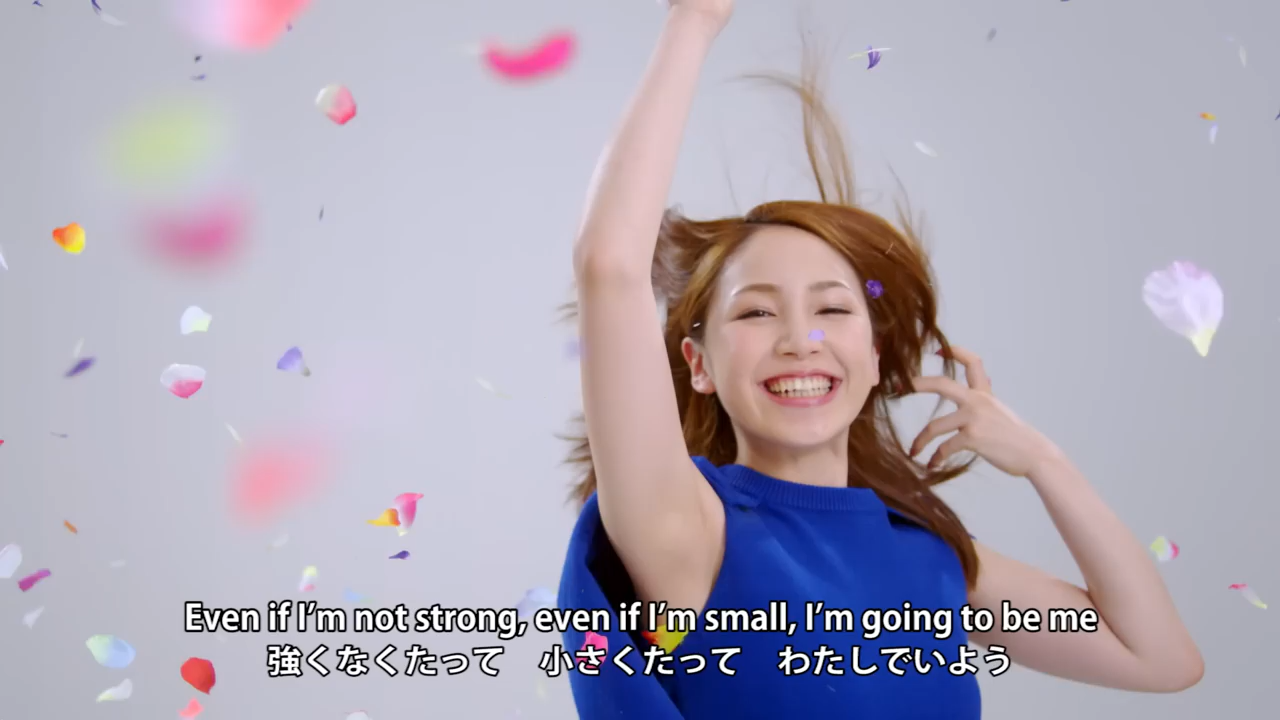 Even if I'm not strong, even if I'm small, I'm going to be me
強くなくたって　小さくたって　わたしでいよう